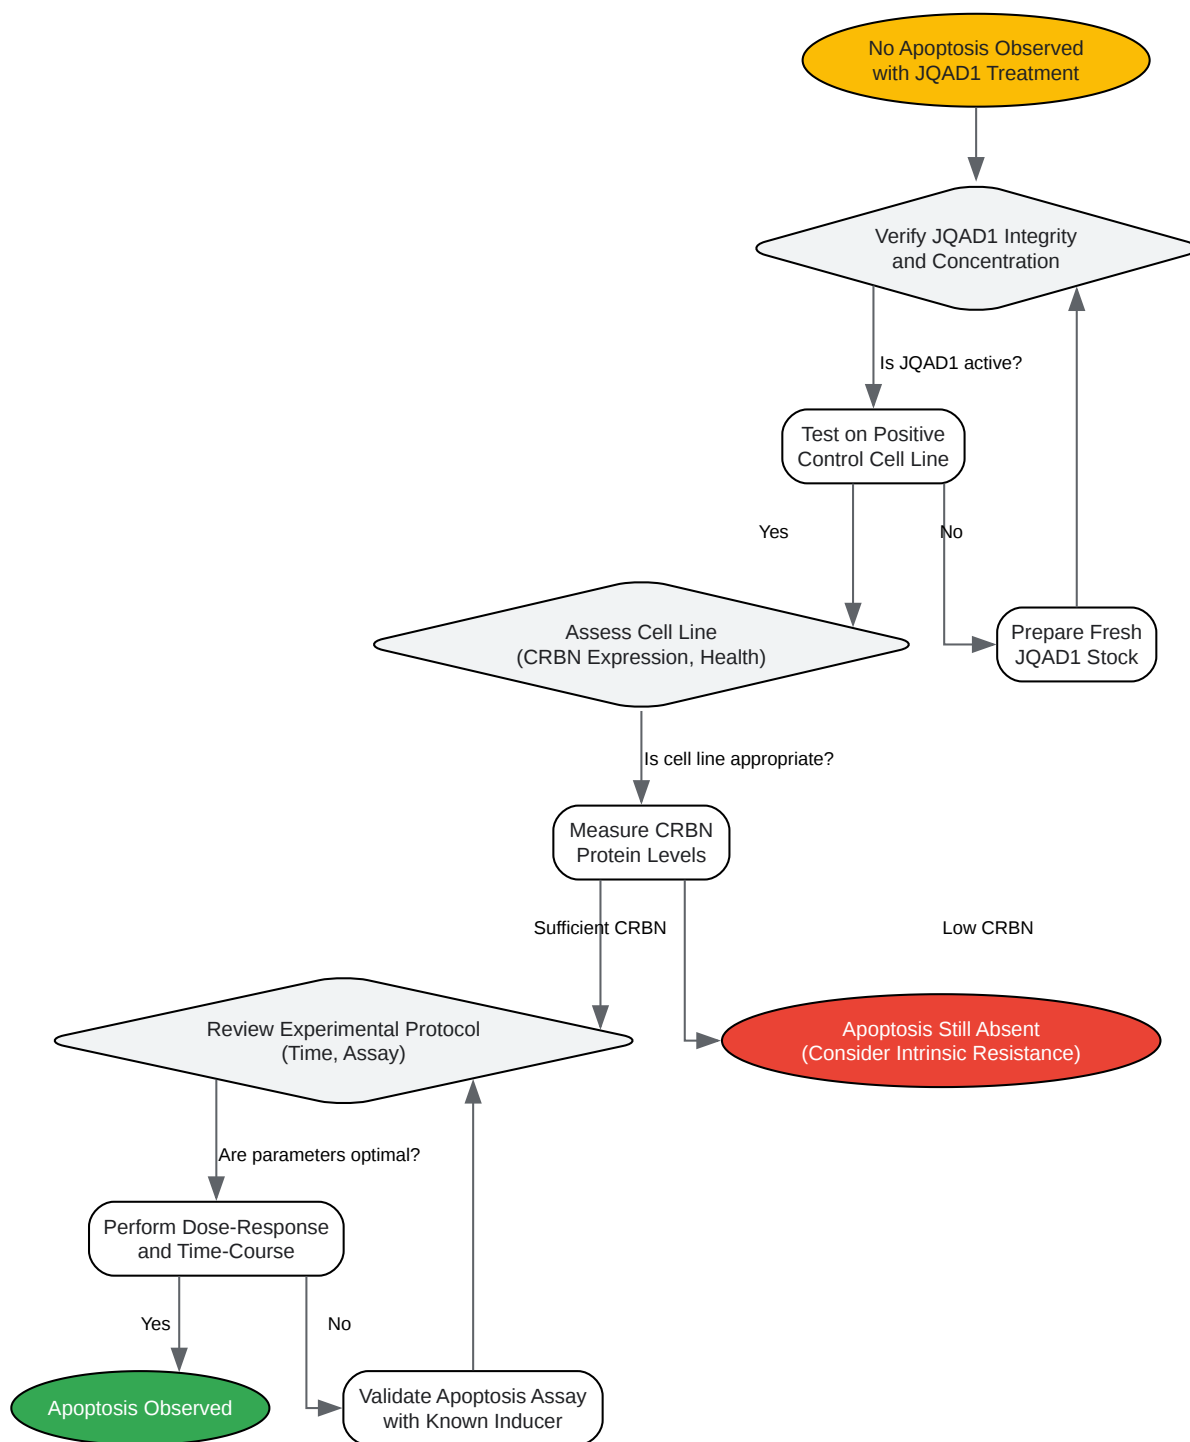 No Apoptosis Observed
with JQAD1 Treatment
Verify JQAD1 Integrity
and Concentration
Is JQAD1 active?
Test on Positive
Control Cell Line
Yes
No
Assess Cell Line
(CRBN Expression, Health)
Prepare Fresh
JQAD1 Stock
Is cell line appropriate?
Measure CRBN
Protein Levels
Sufficient CRBN
Low CRBN
Review Experimental Protocol
(Time, Assay)
Apoptosis Still Absent
(Consider Intrinsic Resistance)
Are parameters optimal?
Perform Dose-Response
and Time-Course
Yes
No
Apoptosis Observed
Validate Apoptosis Assay
with Known Inducer